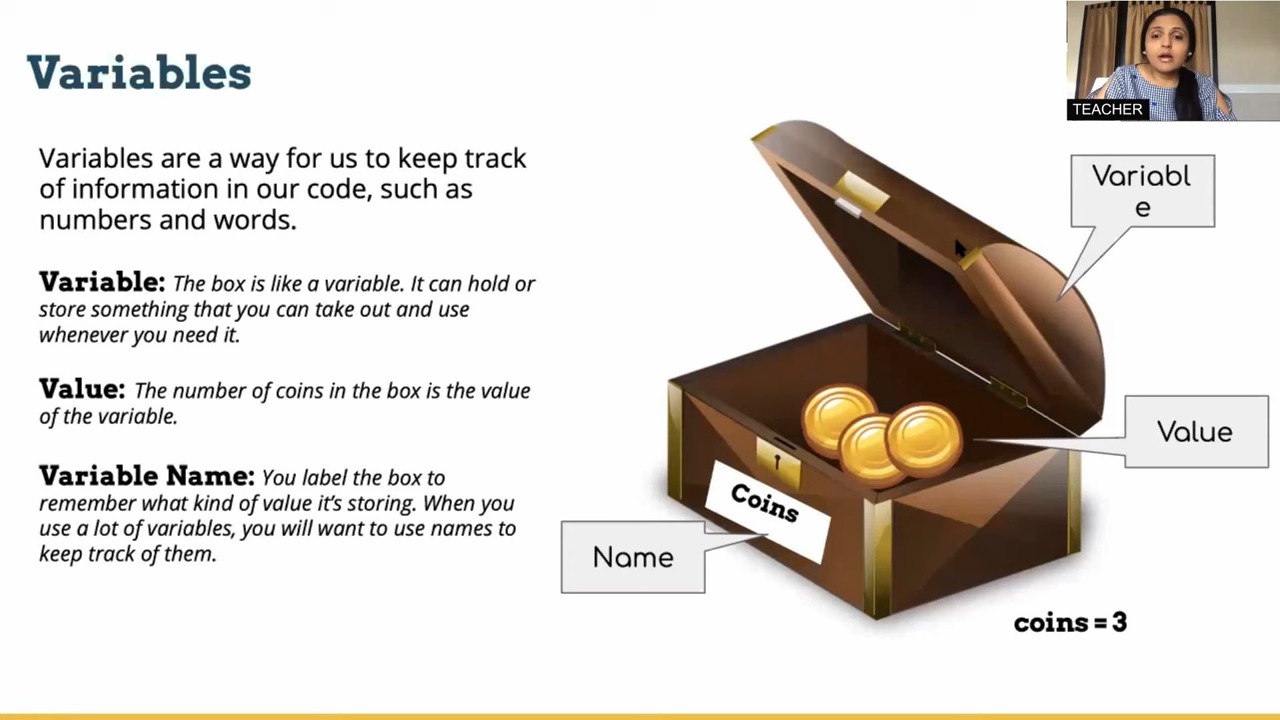 Variables
TEACHER
Variables are a way for us to keep track
of information in our code, such as
numbers and words.
Variable: The box is like a variable. It can hold or
store something that you can take out and use
whenever you need it.
Value: The number of coins in the box is the value
of the variable.
Variable Name: You label the box to
remember what kind of value it's storing. When you
use a lot of variables, you will want to use names to
keep track of them.
Variabl
e
Value
Coins
Name
coins = 3